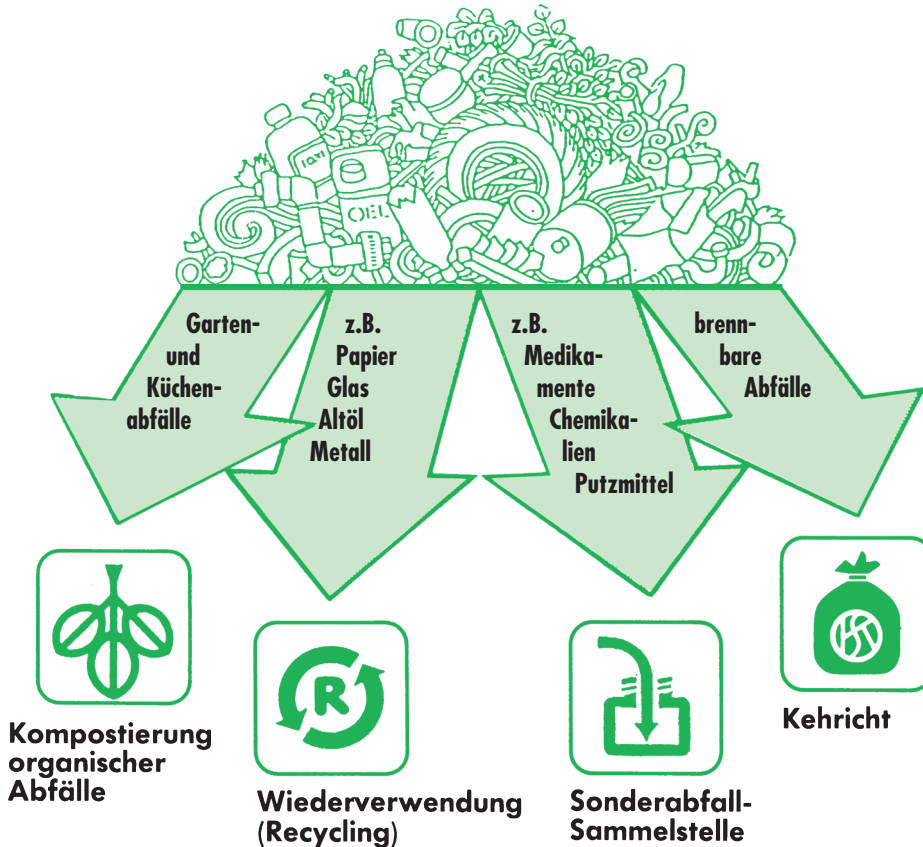 OEL
Garten-
und
Küchen-
abfälle
z.B.
Papier
Glas
Altöl
Metall
z.B.
Medika-
mente
Chemika-
lien
Putzmittel
brenn-
bare
Abfälle
Kompostierung
organischer
Abfälle
R
Wiederverwendung
(Recycling)
Sonderabfall-
Sammelstelle
Kehricht